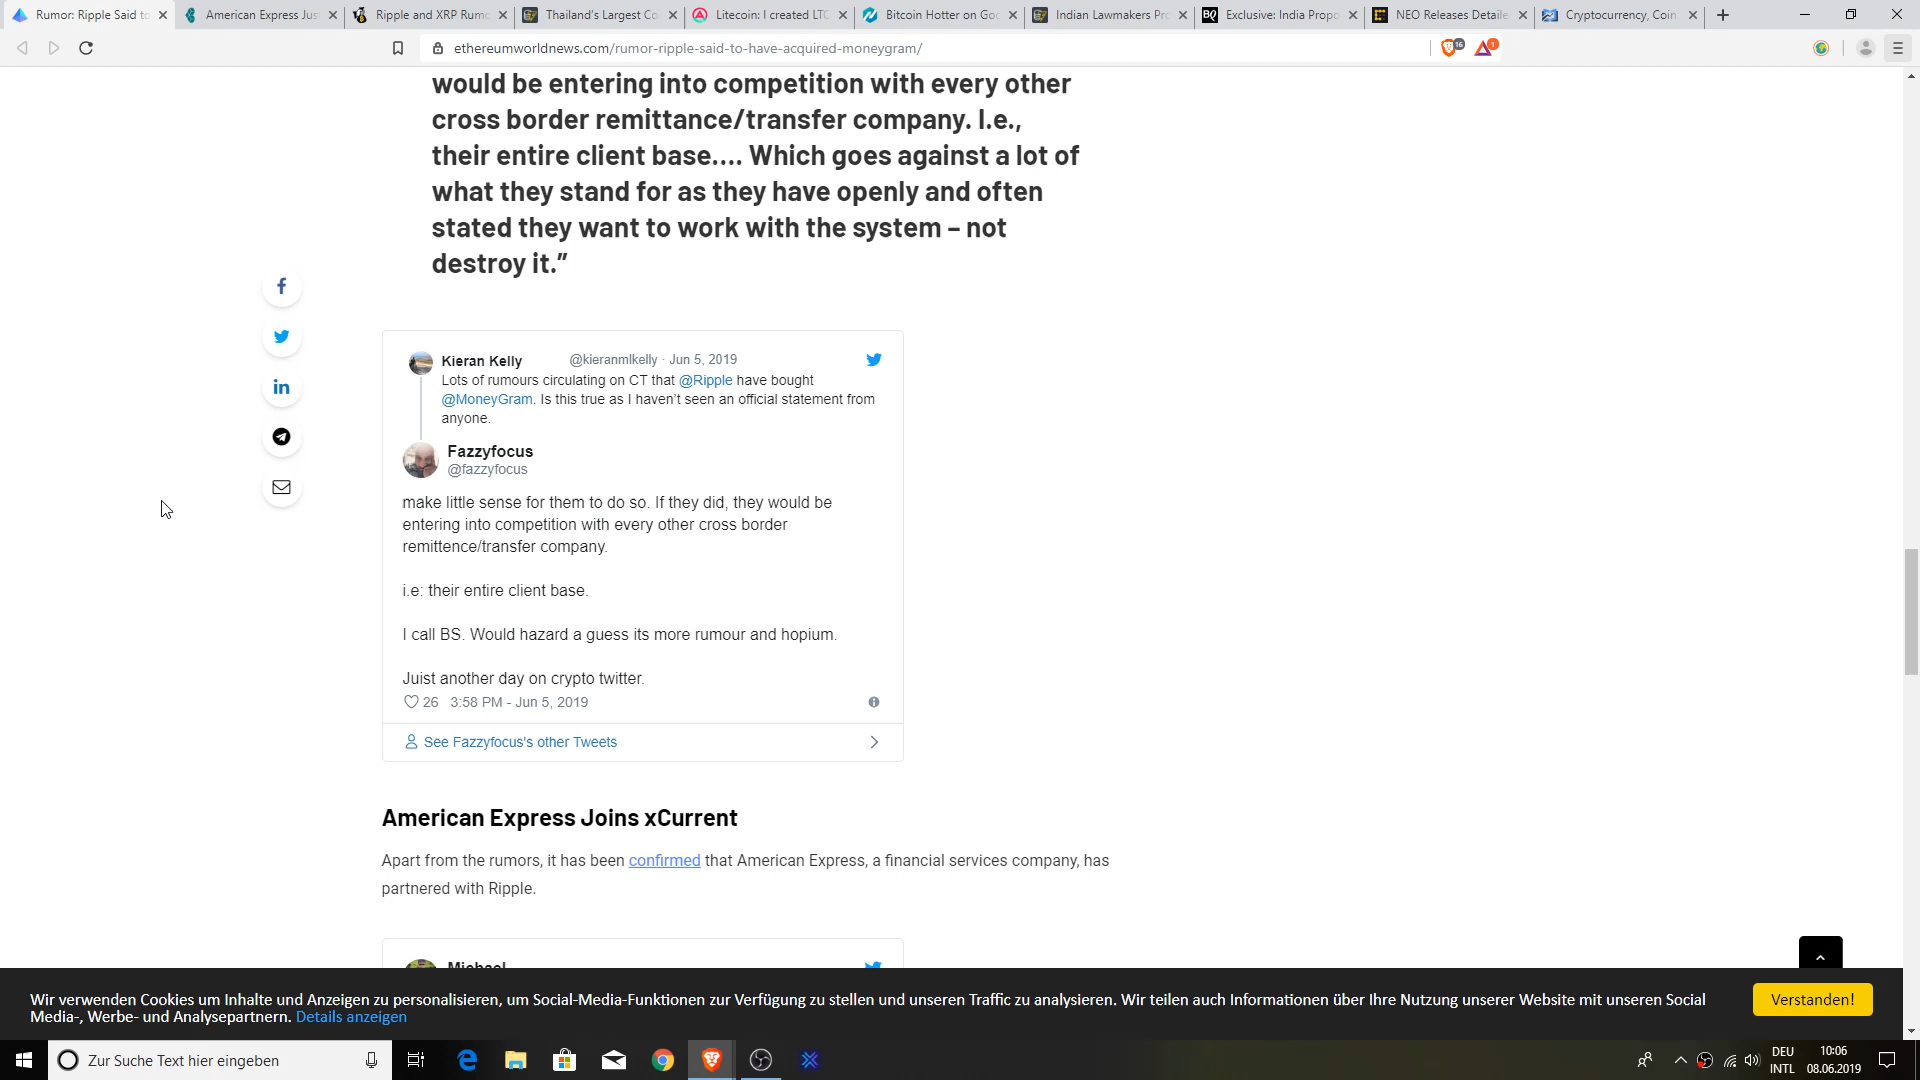 Rumor: Ripple Said to
American Express Jus
Ripple and XRP Rumo
Thailand's Largest Co
Litecoin: I created LTC
Bitcoin Hotter on Goo
Indian Lawmakers Pro
Exclusive: India Propo
NEO Releases Detaile
Cryptocurrency, Coin
ethereumworldnews.com/rumor-ripple-said-to-have-acquired-moneygram/
16
1
would be entering into competition with every other
cross border remittance/transfer company. I.e.,
their entire client base.... Which goes against a lot of
what they stand for as they have openly and often
stated they want to work with the system – not
destroy it.”
Kieran Kelly @kieranmlkelly · Jun 5, 2019
Lots of rumours circulating on CT that @Ripple have bought
@MoneyGram. Is this true as I haven't seen an official statement from
anyone.
Fazzyfocus
@fazzyfocus
make little sense for them to do so. If they did, they would be
entering into competition with every other cross border
remittence/transfer company.
i.e: their entire client base.
I call BS. Would hazard a guess its more rumour and hopium.
Juist another day on crypto twitter.
26 3:58 PM - Jun 5, 2019
See Fazzyfocus's other Tweets
American Express Joins xCurrent
Apart from the rumors, it has been confirmed that American Express, a financial services company, has
partnered with Ripple.
Michael
Wir verwenden Cookies um Inhalte und Anzeigen zu personalisieren, um Social-Media-Funktionen zur Verfügung zu stellen und unseren Traffic zu analysieren. Wir teilen auch Informationen über Ihre Nutzung unserer Website mit unseren Social
Media-, Werbe- und Analysepartnern. Details anzeigen
Verstanden!
Zur Suche Text hier eingeben
DEU
INTL
10:06
08.06.2019